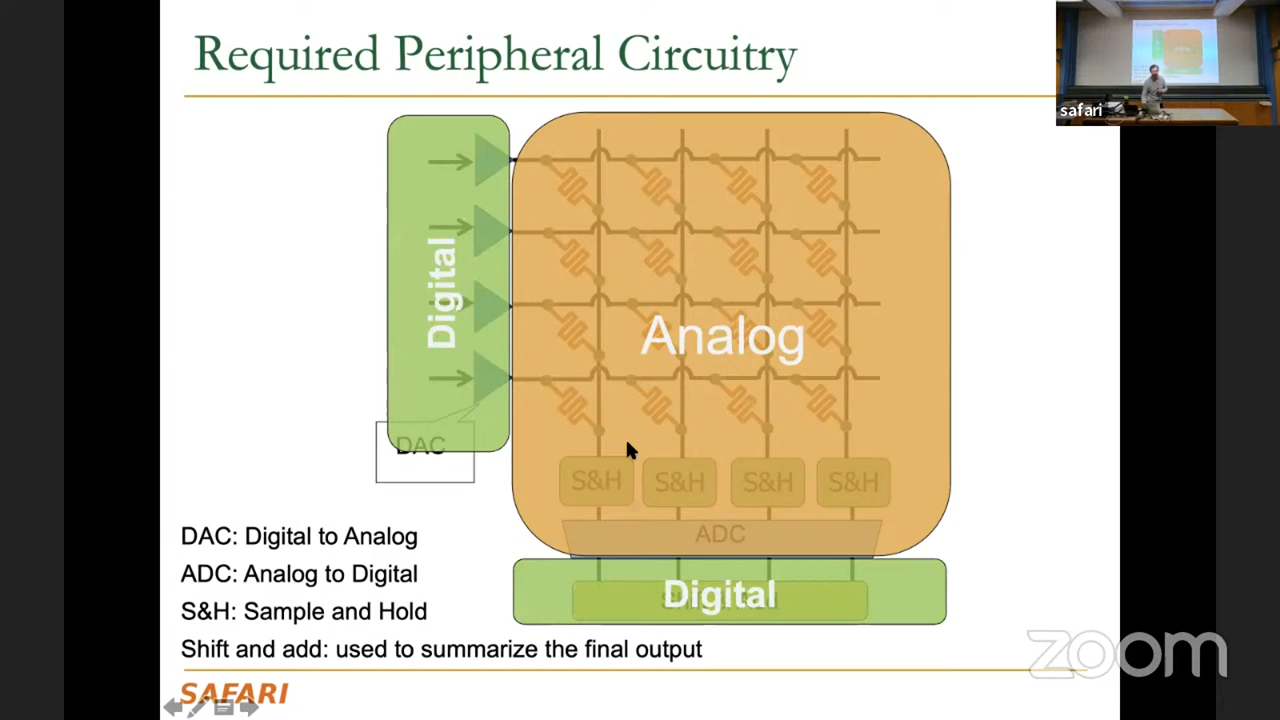 Required Peripheral Circuitry
safari
Digital
Analog
DAC
S&H S&H S&H S&H
ADC
Digital
DAC: Digital to Analog
ADC: Analog to Digital
S&H: Sample and Hold
Shift and add: used to summarize the final output
SAFARI
zoom